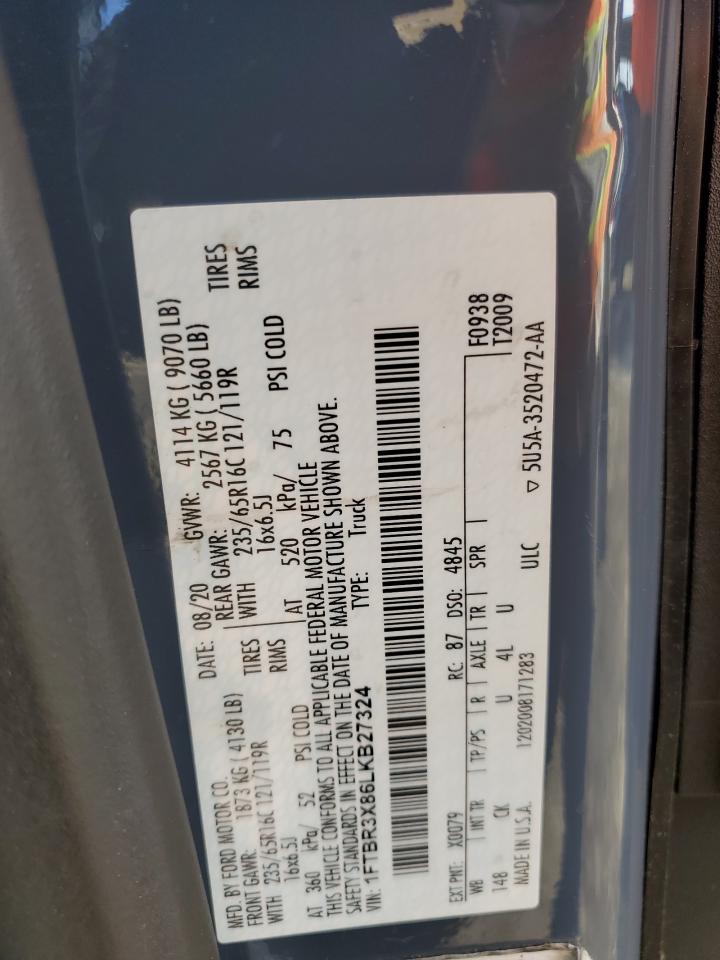 MFD. BY FORD MOTOR CO. DATE: 08/20 GVWR: 4114 KG ( 9070 LB)
FRONT GAWR: 1873 KG ( 4130 LB) REAR GAWR: 2567 KG ( 5660 LB)
WITH 235/65R16C 121/119R TIRES WITH 235/65R16C 121/119R TIRES
16x6.5J RIMS 16x6.5J RIMS
AT 360 kPa/ 52 PSI COLD AT 520 kPa/ 75 PSI COLD
THIS VEHICLE CONFORMS TO ALL APPLICABLE FEDERAL MOTOR VEHICLE
SAFETY STANDARDS IN EFFECT ON THE DATE OF MANUFACTURE SHOWN ABOVE.
VIN: 1FTBR3X86LKB27324 TYPE: Truck
EXT PNT: X0079 RC: 87 DSO: 4845
WB INT TR TP/PS R AXLE TR SPR F0938
148 CK U 4L U T2009
MADE IN U.S.A. 1202008171283 ULC ▽ 5U5A-3520472-AA